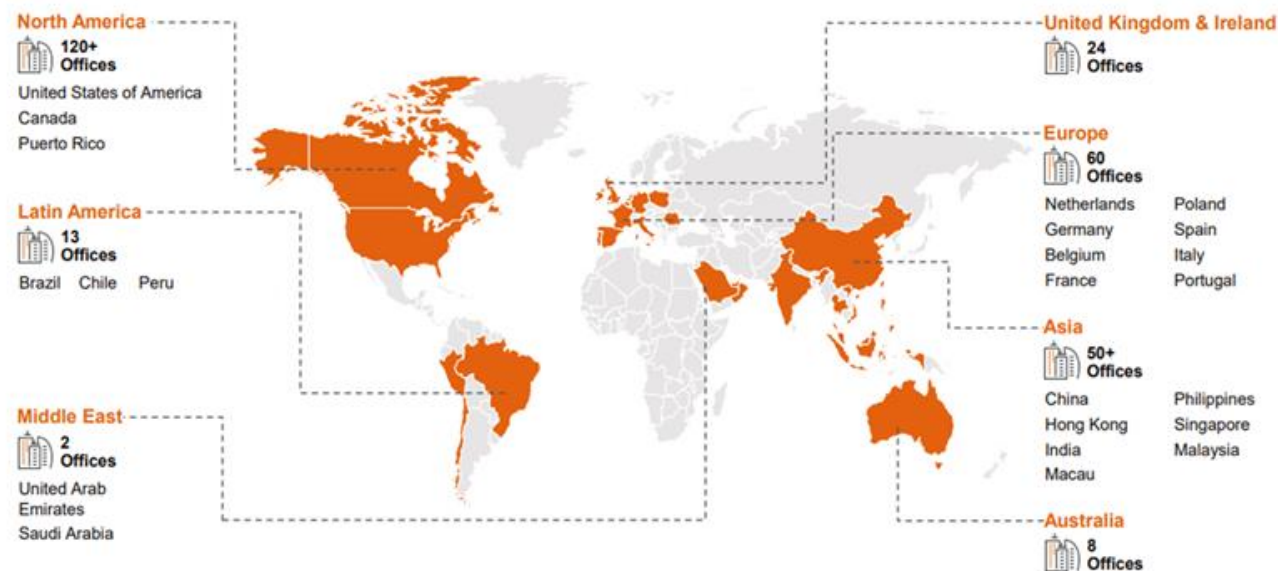 North America
120+
Offices
United States of America
Canada
Puerto Rico
Latin America
13
Offices
Brazil Chile Peru
Middle East
2
Offices
United Arab
Emirates
Saudi Arabia
United Kingdom & Ireland
24
Offices
Europe
60
Offices
Netherlands Poland
Germany Spain
Belgium Italy
France Portugal
Asia
50+
Offices
China Philippines
Hong Kong Singapore
India Malaysia
Macau
Australia
8
Offices